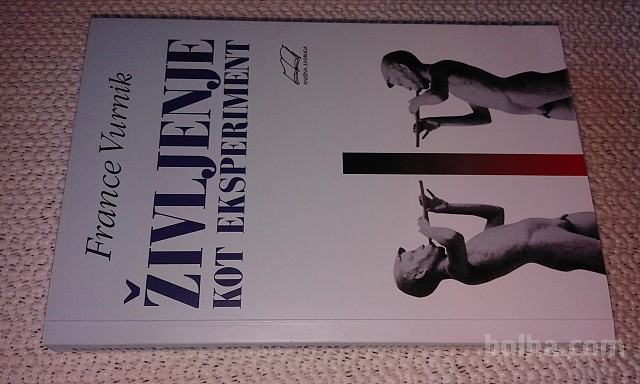 France Vurnik
ŽIVLJENJE
KOT EKSPERIMENT
bolha.com